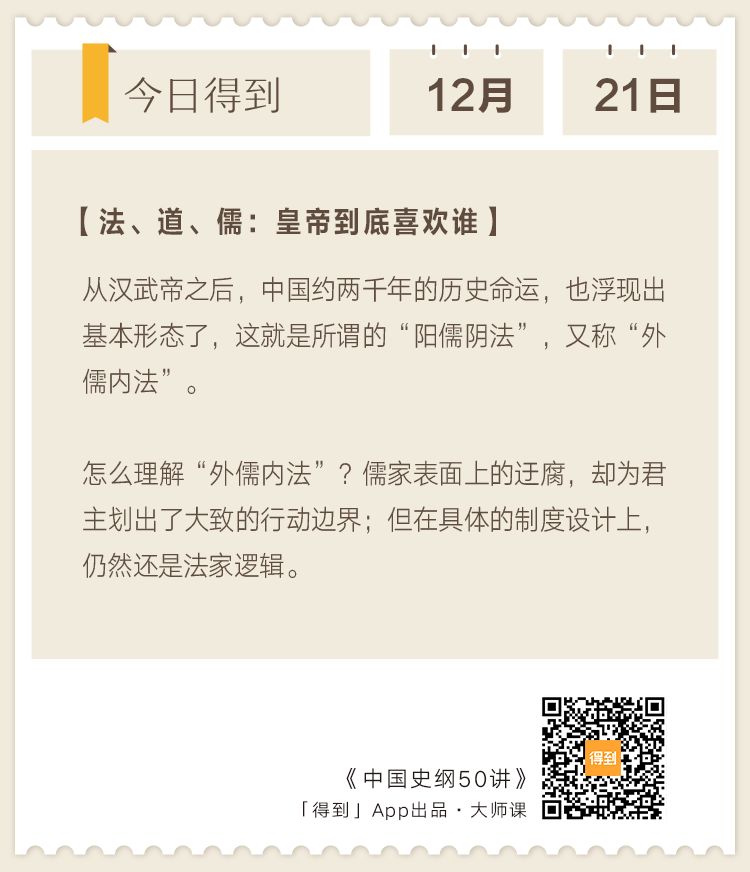 今日得到
12月
21日
【法、道、儒：皇帝到底喜欢谁】
从汉武帝之后，中国约两千年的历史命运，也浮现出
基本形态了，这就是所谓的“阳儒阴法”，又称“外
儒内法”。
怎么理解“外儒内法”？儒家表面上的迂腐，却为君
主划出了大致的行动边界；但在具体的制度设计上，
仍然还是法家逻辑。
得到
《中国史纲50讲》
「得到」App出品·大师课